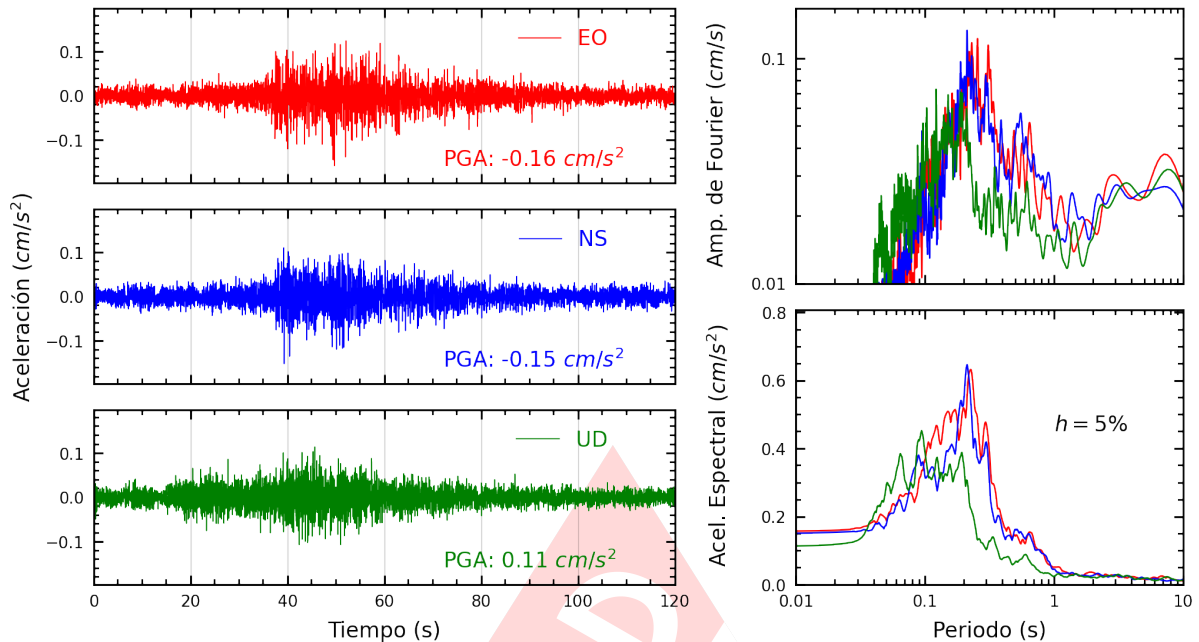 Aceleración (cm/s²)
0.1
0.0
−0.1
EO
PGA: -0.16 cm/s²
0.1
0.0
−0.1
NS
PGA: -0.15 cm/s²
0.1
0.0
−0.1
UD
PGA: 0.11 cm/s²
0 20 40 60 80 100 120
Tiempo (s)
Amp. de Fourier (cm/s)
0.1
0.01
Acel. Espectral (cm/s²)
0.8
0.6
0.4
0.2
0.0
h = 5%
0.01 0.1 1 10
Periodo (s)